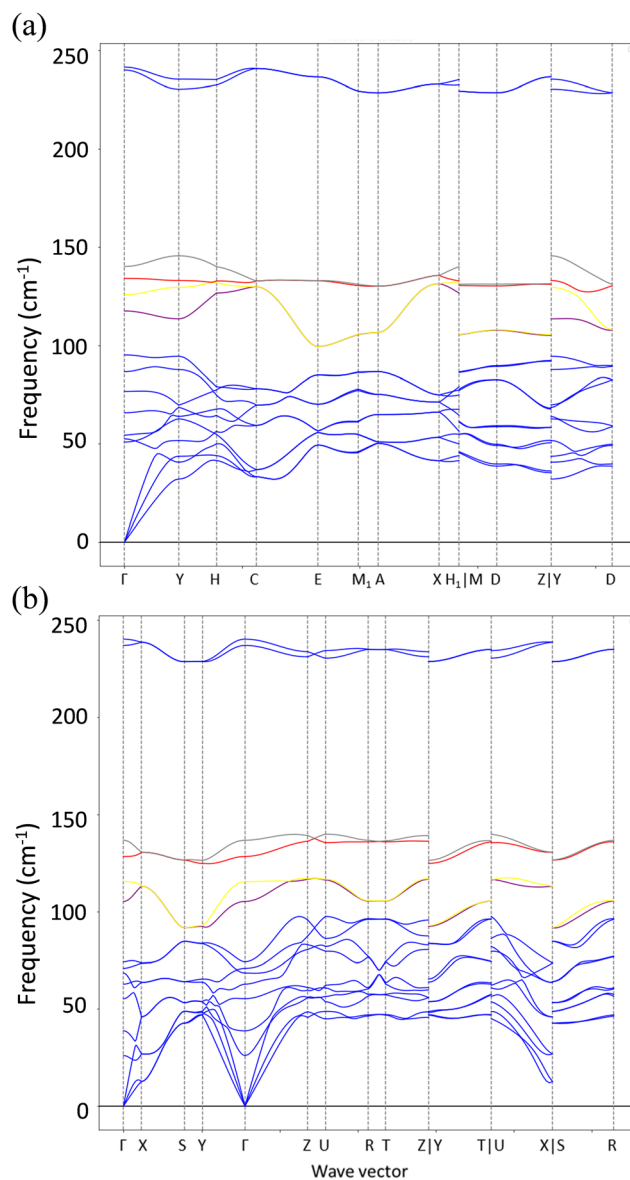 (a)
250
200
150
100
50
0
Frequency (cm⁻¹)
Γ Y H C E M₁ A X H₁|M D Z|Y D
(b)
250
200
150
100
50
0
Frequency (cm⁻¹)
Γ X S Y Γ Z U R T Z|Y T|U X|S R
Wave vector